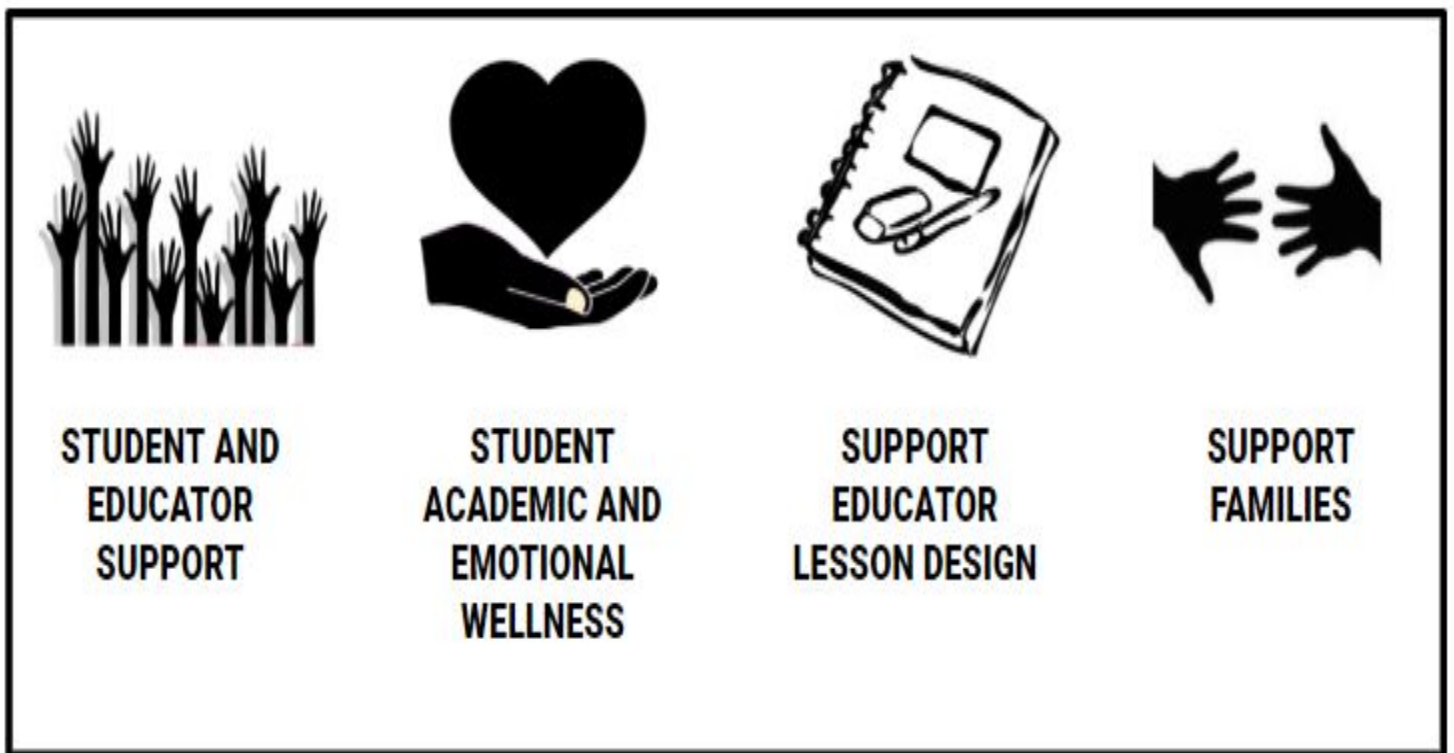 STUDENT AND
EDUCATOR
SUPPORT
STUDENT
ACADEMIC AND
EMOTIONAL
WELLNESS
SUPPORT
EDUCATOR
LESSON DESIGN
SUPPORT
FAMILIES